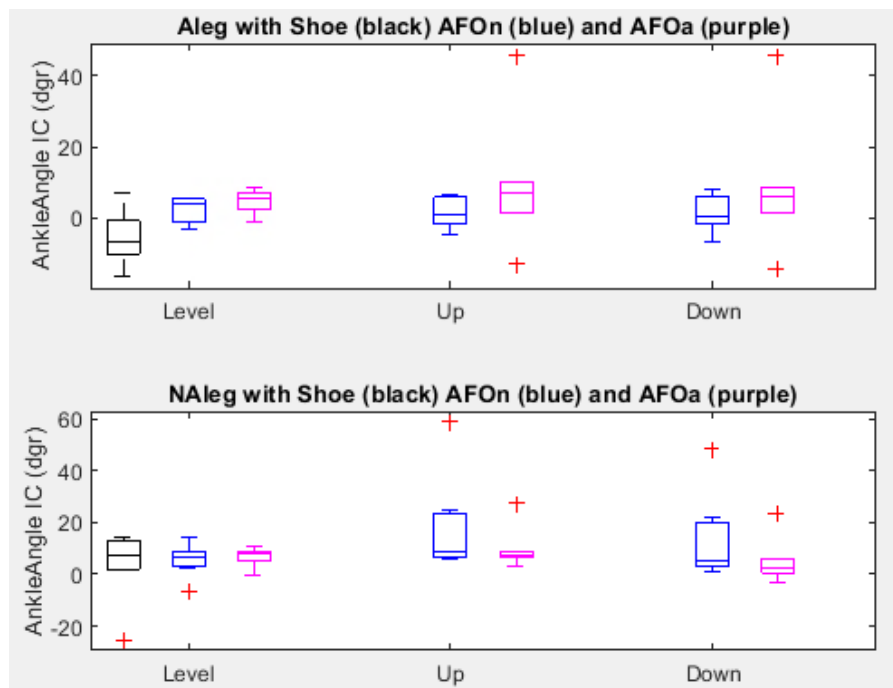 Aleg with Shoe (black) AFOn (blue) and AFOa (purple)
AnkleAngle IC (dgr)
40
20
0
Level Up Down
NAleg with Shoe (black) AFOn (blue) and AFOa (purple)
AnkleAngle IC (dgr)
60
40
20
0
-20
Level Up Down